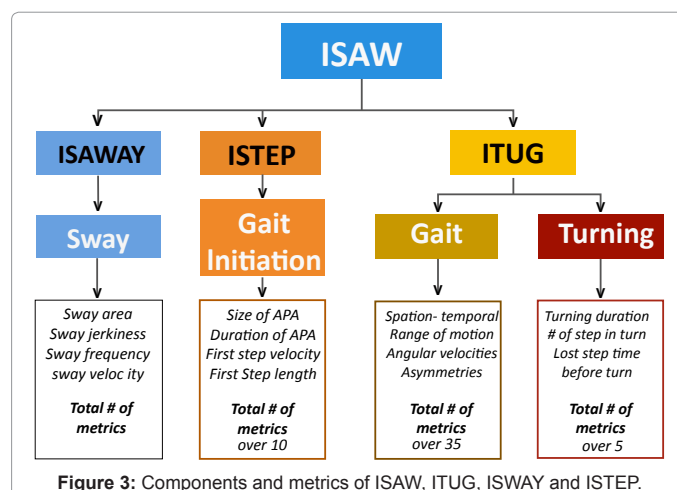 ISAW
ISAWAY
ISTEP
ITUG
Sway
Gait
Initiation
Gait
Turning
Sway area
Sway jerkiness
Sway frequency
sway veloc ity
Total # of
metrics
Size of APA
Duration of APA
First step velocity
First Step length
Total # of
metrics
over 10
Spation- temporal
Range of motion
Angular velocities
Asymmetries
Total # of
metrics
over 35
Turning duration
# of step in turn
Lost step time
before turn
Total # of
metrics
over 5
Figure 3: Components and metrics of ISAW, ITUG, ISWAY and ISTEP.